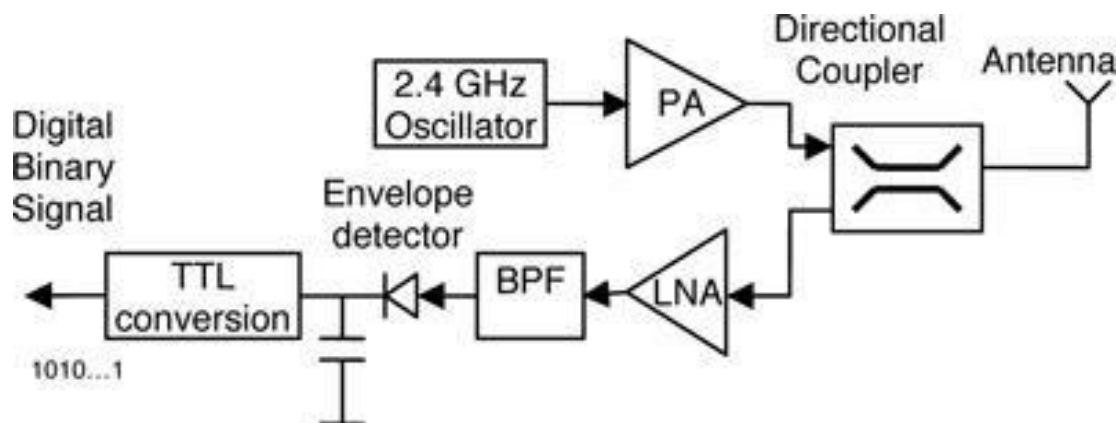 Directional
Coupler
Antenna
2.4 GHz
Oscillator
PA
Digital
Binary
Signal
Envelope
detector
TTL
conversion
BPF
LNA
1010...1